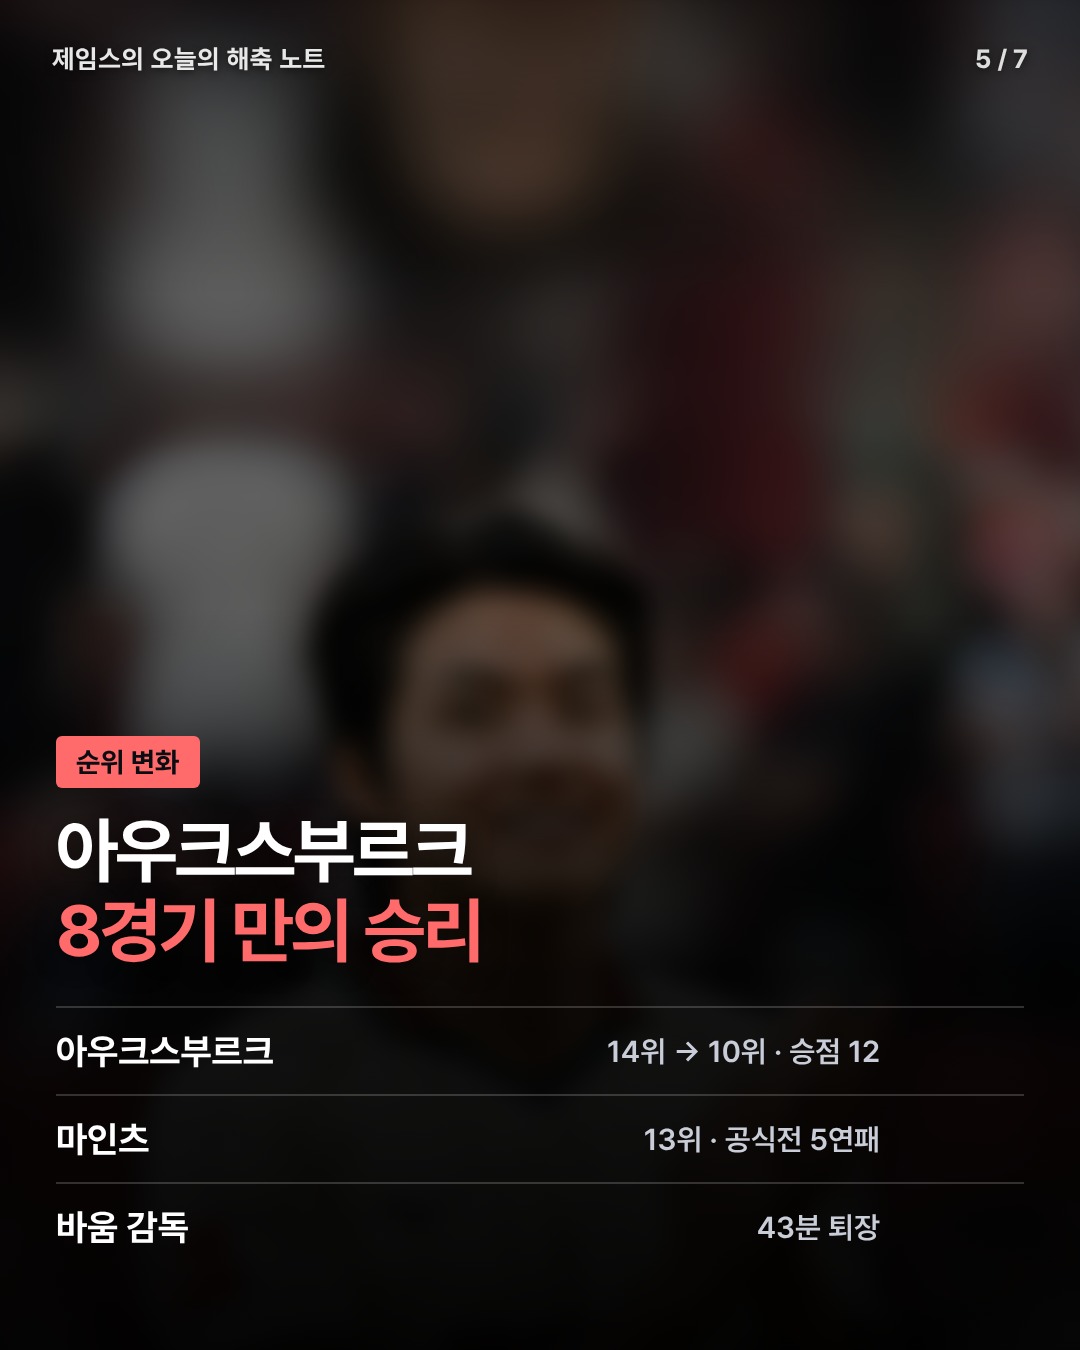 제임스의 오늘의 해축 노트
5 / 7
순위 변화
아우크스부르크
8경기 만의 승리
아우크스부르크
14위 → 10위 · 승점 12
마인츠
13위 · 공식전 5연패
바움 감독
43분 퇴장